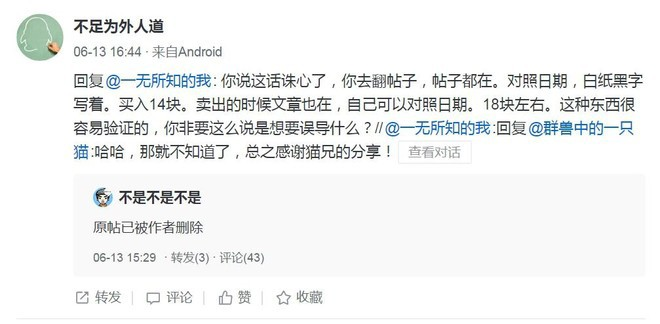 不足为外人道
06-13 16:44 · 来自Android
回复@一无所知的我: 你说这话诛心了，你去翻帖子，帖子都在。对照日期，白纸黑字
写着。买入14块。卖出的时候文章也在，自己可以对照日期。18块左右。这种东西很
容易验证的，你非要这么说是想要误导什么？//@一无所知的我:回复@群兽中的一只
猫:哈哈，那就不知道了，总之感谢猫兄的分享！ 查看对话
不是不是不是
原帖已被作者删除
06-13 15:29 · 转发(3) · 评论(43)
转发 评论 赞 收藏